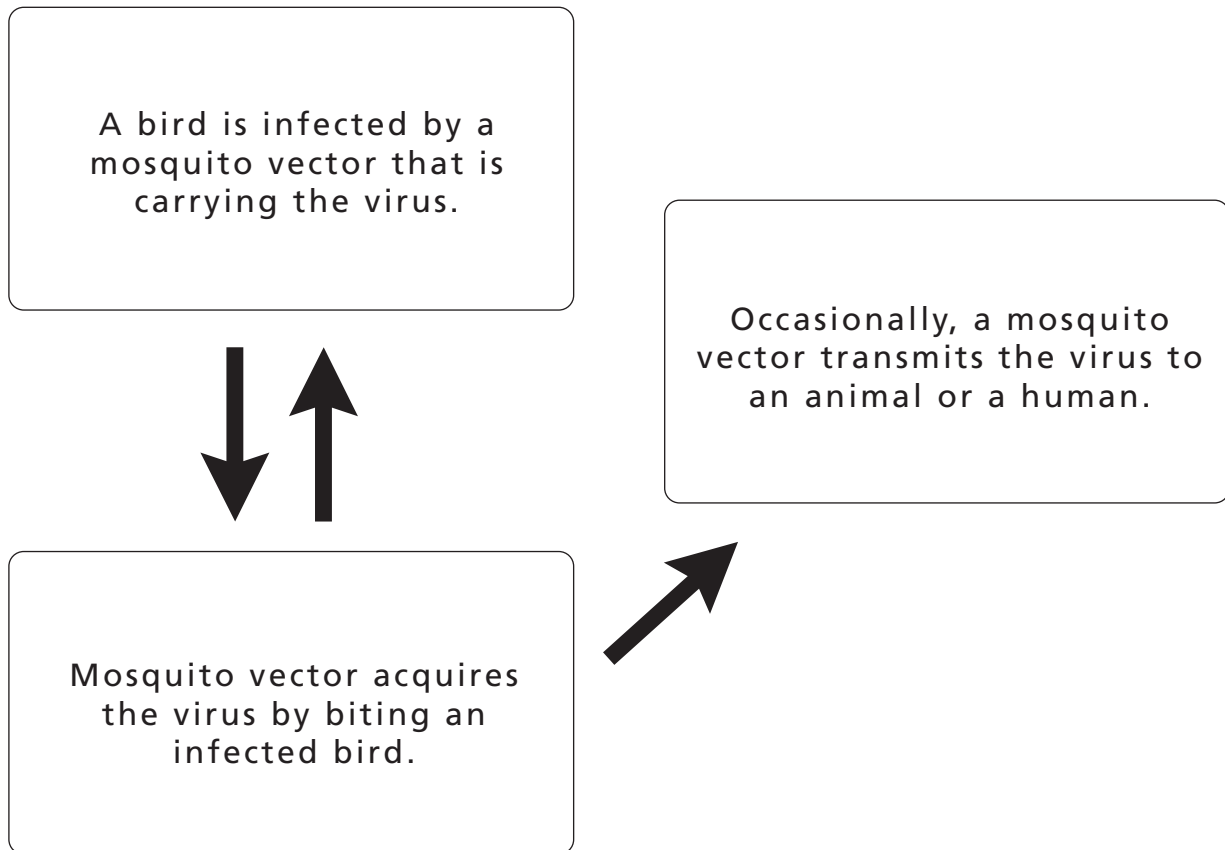 A bird is infected by a
mosquito vector that is
carrying the virus.
Occasionally, a mosquito
vector transmits the virus to
an animal or a human.
Mosquito vector acquires
the virus by biting an
infected bird.